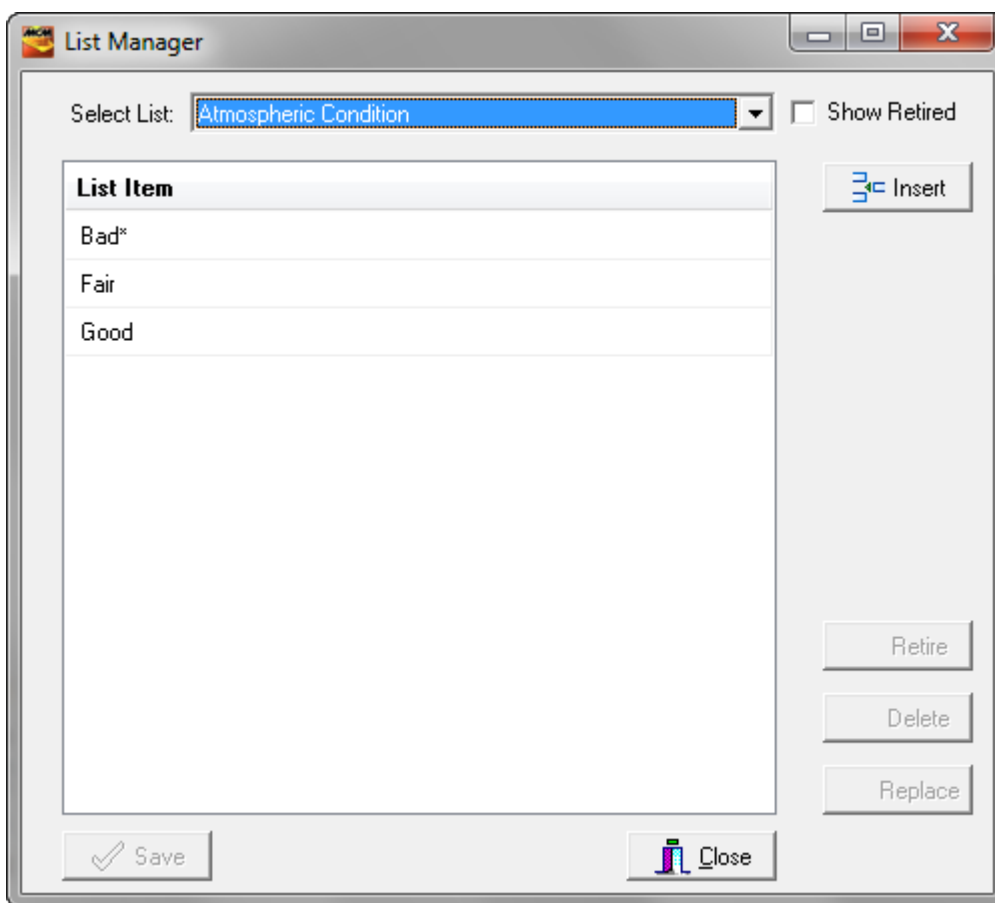 MCM
List Manager
Select List: Atmospheric Condition Show Retired
List Item
Insert
Bad*
Fair
Good
Retire
Delete
Replace
Save
Close